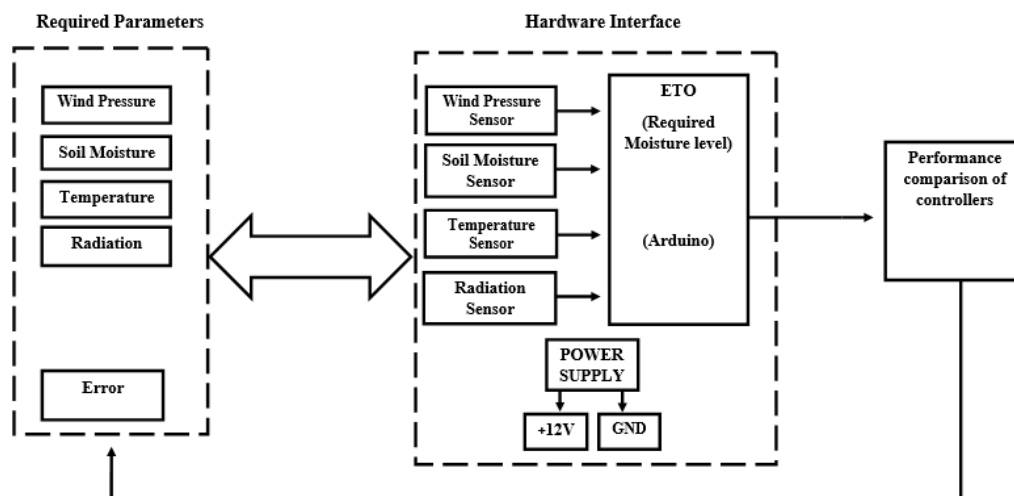 Required Parameters
Wind Pressure
Soil Moisture
Temperature
Radiation
Error
Hardware Interface
Wind Pressure
Sensor
Soil Moisture
Sensor
Temperature
Sensor
Radiation
Sensor
ETO
(Required
Moisture level)
(Arduino)
POWER
SUPPLY
+12V
GND
Performance
comparison of
controllers